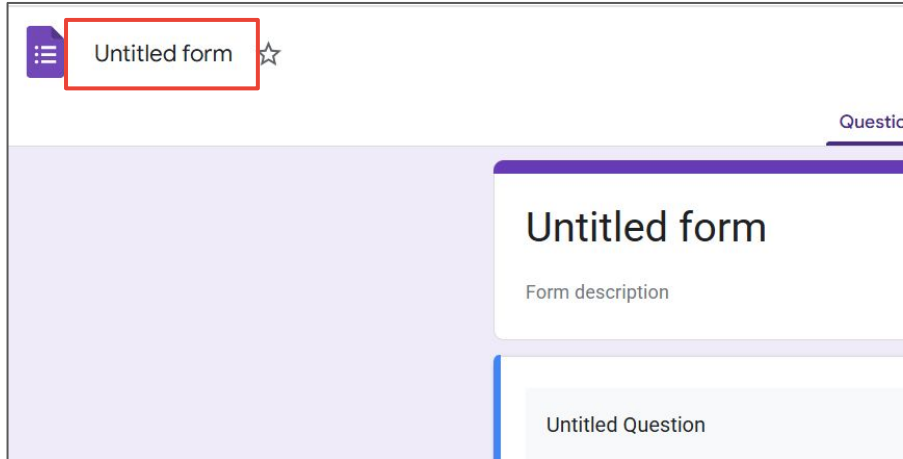 Untitled form
Questio
Untitled form
Form description
Untitled Question